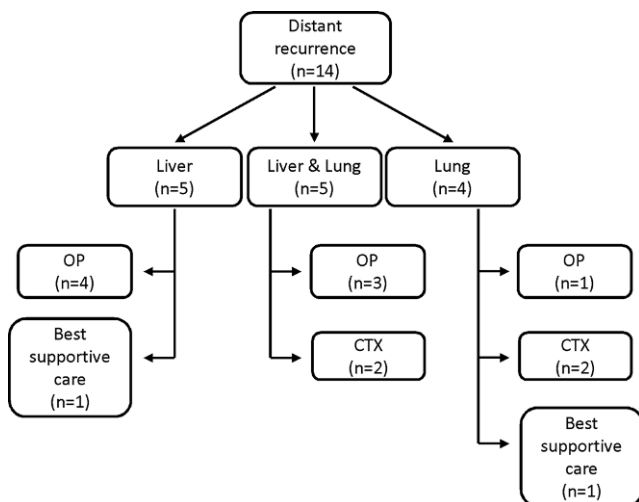 Distant
recurrence
(n=14)
Liver
(n=5)
Liver & Lung
(n=5)
Lung
(n=4)
OP
(n=4)
OP
(n=3)
OP
(n=1)
Best
supportive
care
(n=1)
CTX
(n=2)
CTX
(n=2)
Best
supportive
care
(n=1)